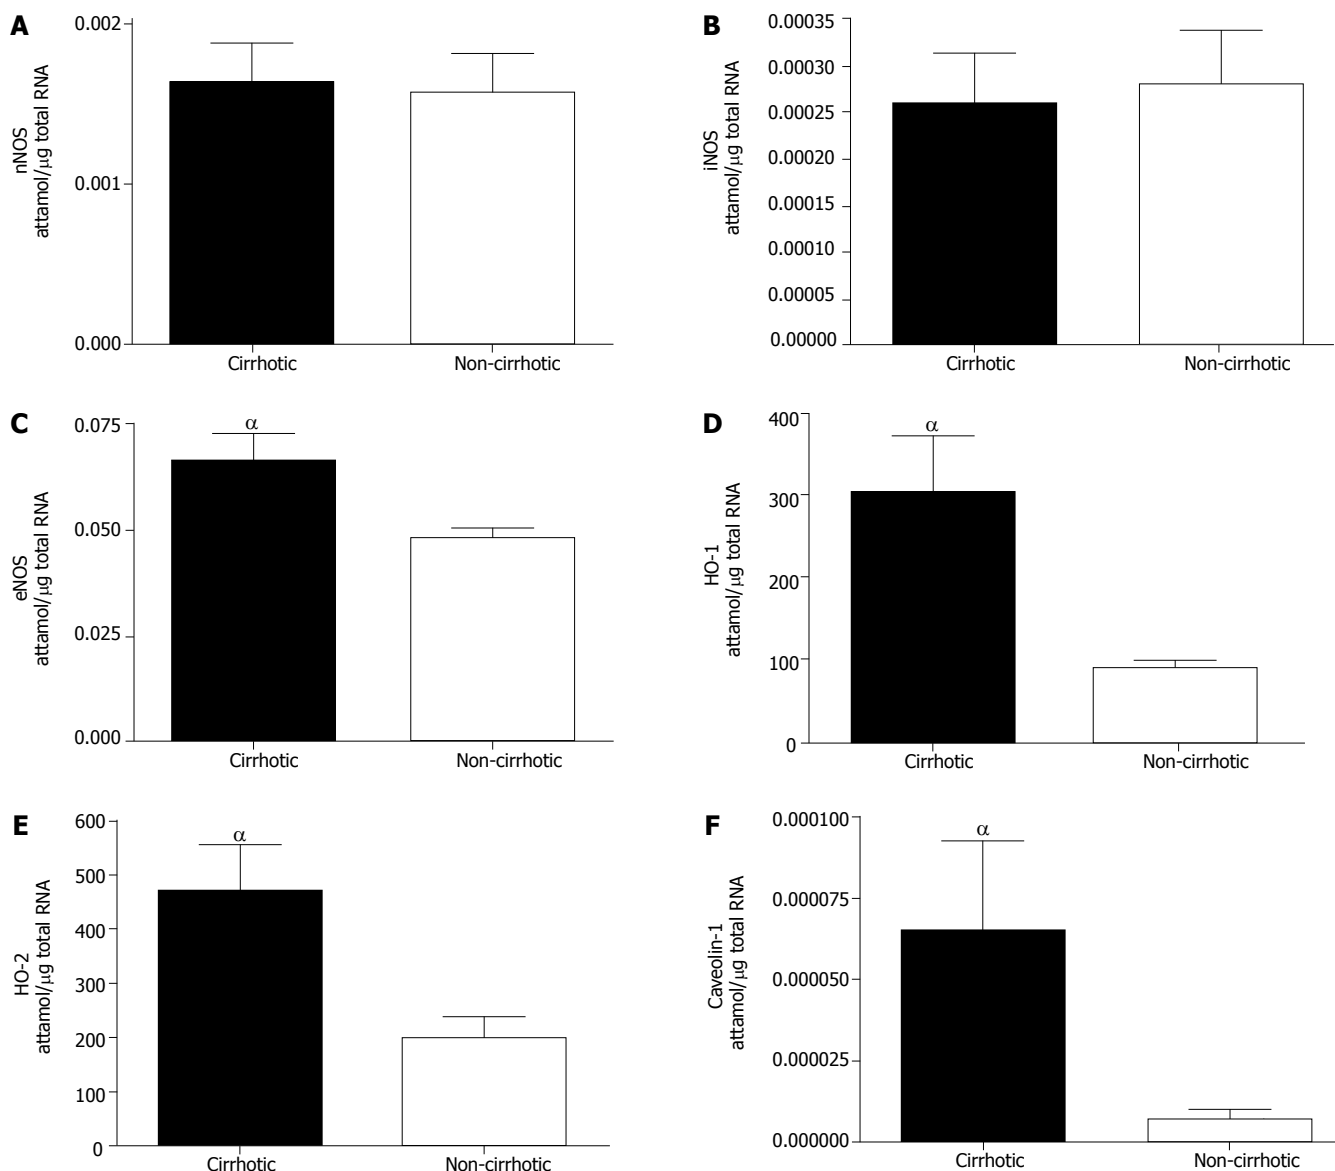 A
nNOS
attamol/μg total RNA
0.002
0.001
0.000
Cirrhotic
Non-cirrhotic
B
iNOS
attamol/μg total RNA
0.00035
0.00030
0.00025
0.00020
0.00015
0.00010
0.00005
0.00000
Cirrhotic
Non-cirrhotic
C
eNOS
attamol/μg total RNA
0.075
0.050
0.025
0.000
α
Cirrhotic
Non-cirrhotic
D
HO-1
attamol/μg total RNA
400
300
200
100
0
α
Cirrhotic
Non-cirrhotic
E
HO-2
attamol/μg total RNA
600
500
400
300
200
100
0
α
Cirrhotic
Non-cirrhotic
F
Caveolin-1
attamol/μg total RNA
0.000100
0.000075
0.000050
0.000025
0.000000
α
Cirrhotic
Non-cirrhotic